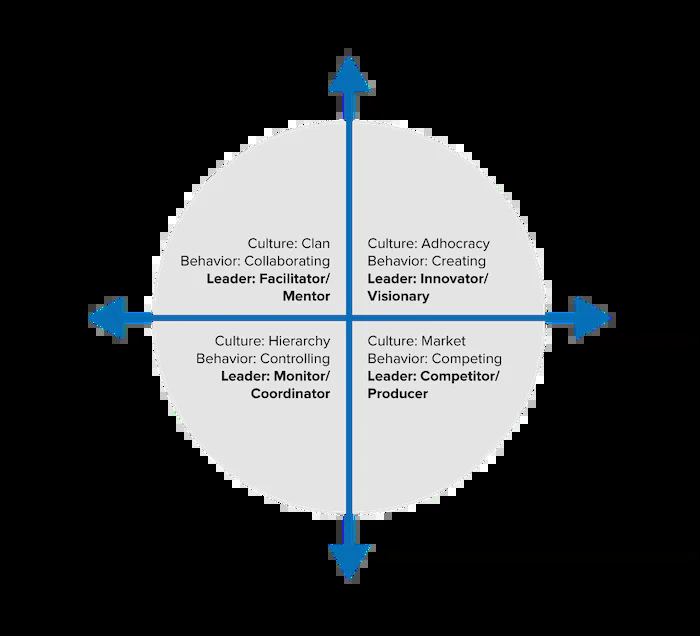 Culture: Clan
Behavior: Collaborating
Leader: Facilitator/
Mentor
Culture: Adhocracy
Behavior: Creating
Leader: Innovator/
Visionary
Culture: Hierarchy
Behavior: Controlling
Leader: Monitor/
Coordinator
Culture: Market
Behavior: Competing
Leader: Competitor/
Producer